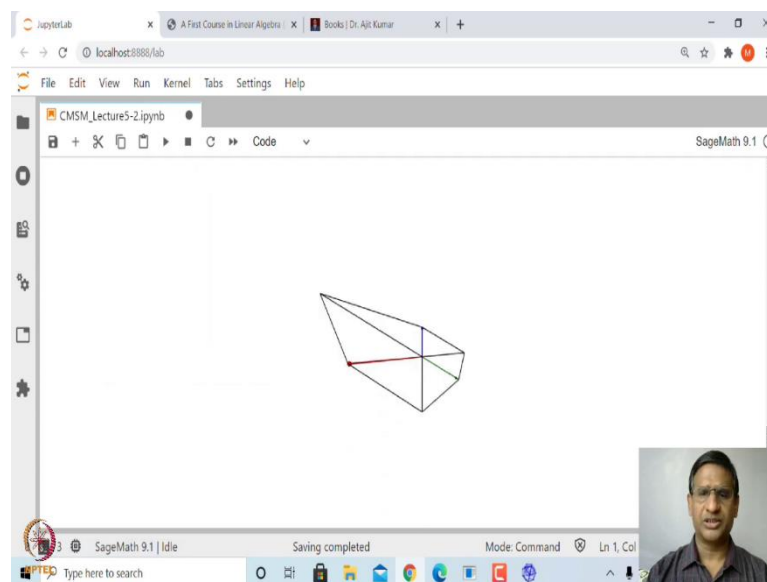 JupyterLab
A First Course in Linear Algebra |
Books | Dr. Ajit Kumar
localhost:8888/lab
M
File Edit View Run Kernel Tabs Settings Help
CMSM_Lecture5-2.ipynb
Code
SageMath 9.1
3 SageMath 9.1 | Idle Saving completed Mode: Command Ln 1, Col
PTEL Type here to search